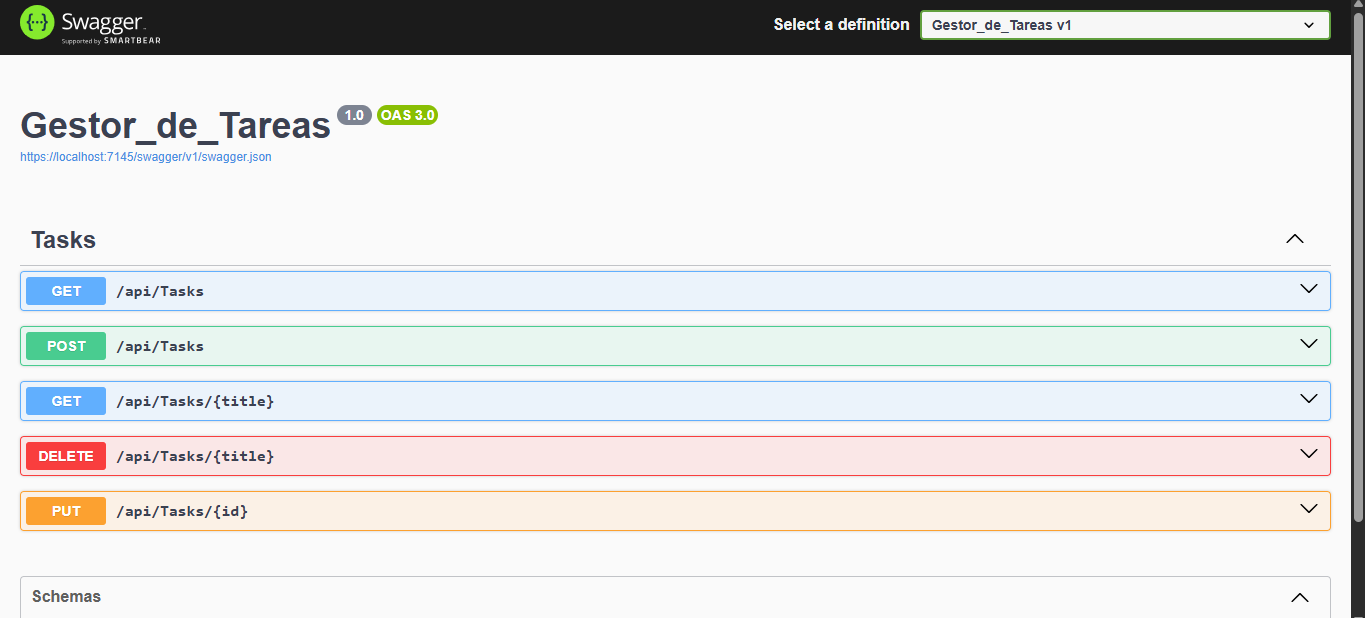 Swagger.
Supported by SMARTBEAR
Select a definition
Gestor_de_Tareas v1
Gestor_de_Tareas 1.0 OAS 3.0
https://localhost:7145/swagger/v1/swagger.json
Tasks
GET /api/Tasks
POST /api/Tasks
GET /api/Tasks/{title}
DELETE /api/Tasks/{title}
PUT /api/Tasks/{id}
Schemas